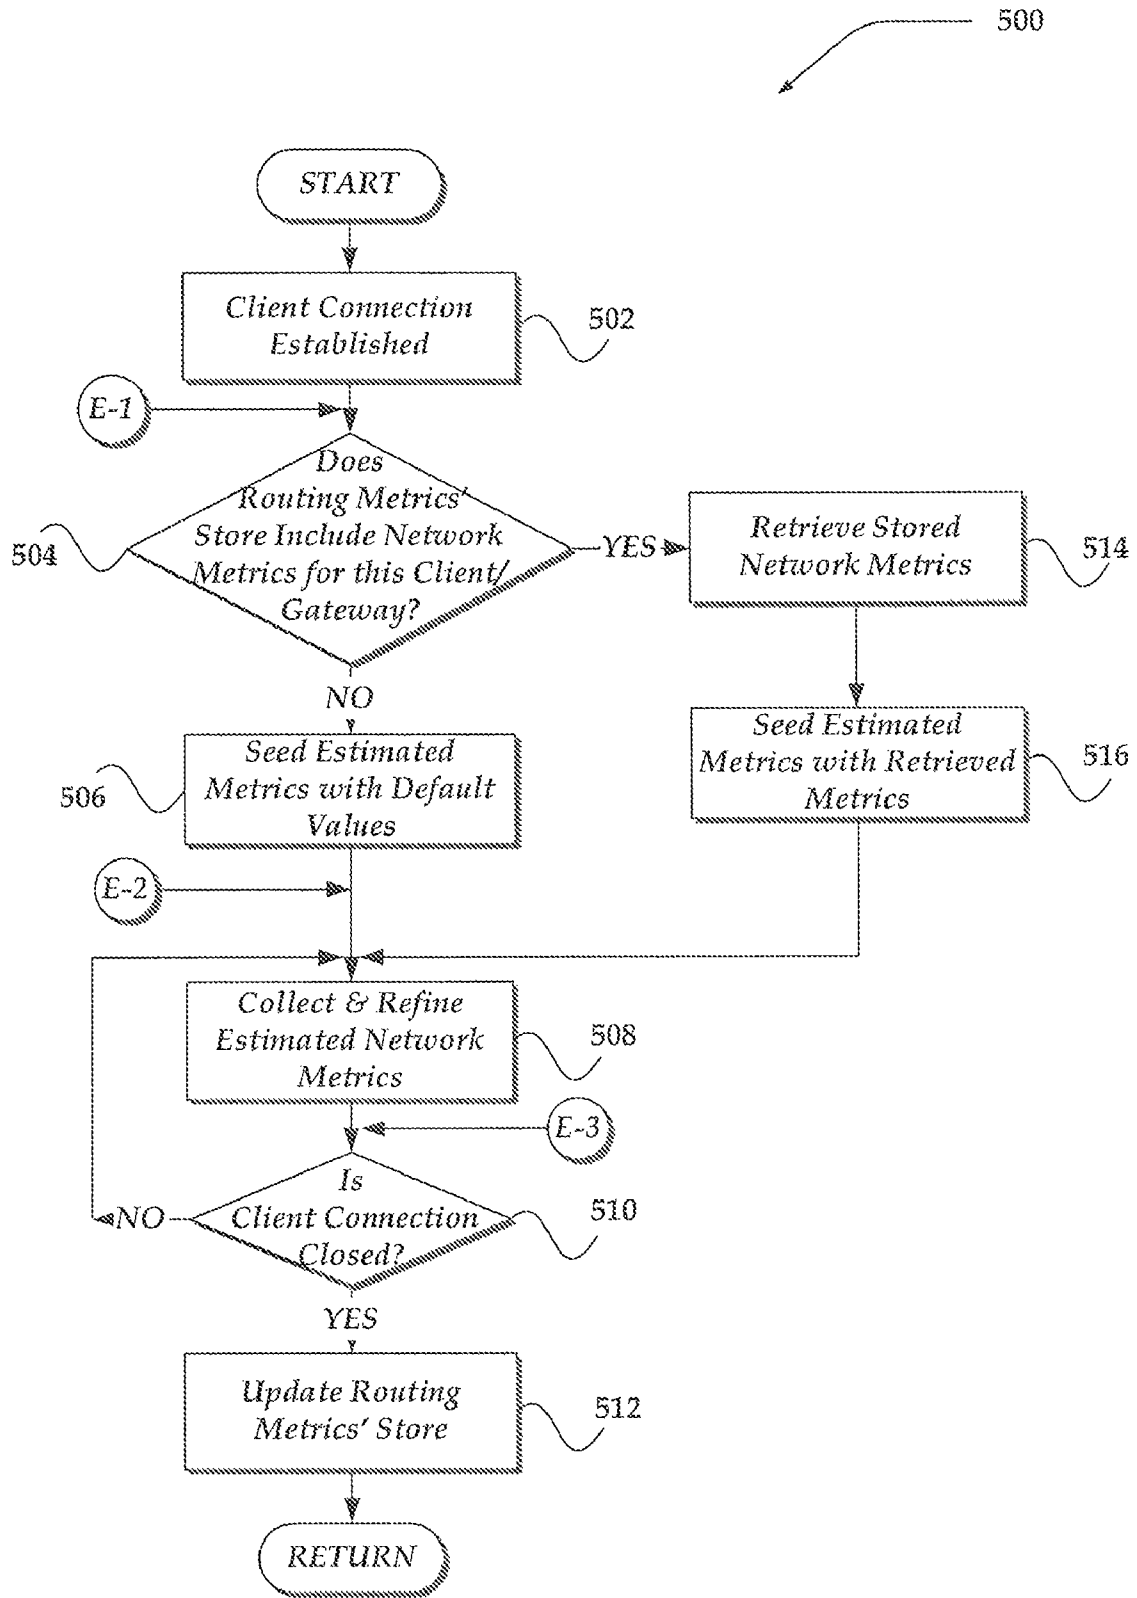 500
START
Client Connection
Established
502
E-1
Does
Routing Metrics'
Store Include Network
Metrics for this Client/
Gateway?
504
YES
Retrieve Stored
Network Metrics
514
NO
Seed Estimated
Metrics with Default
Values
506
Seed Estimated
Metrics with Retrieved
Metrics
516
E-2
Collect & Refine
Estimated Network
Metrics
508
E-3
Is
Client Connection
Closed?
510
NO
YES
Update Routing
Metrics' Store
512
RETURN